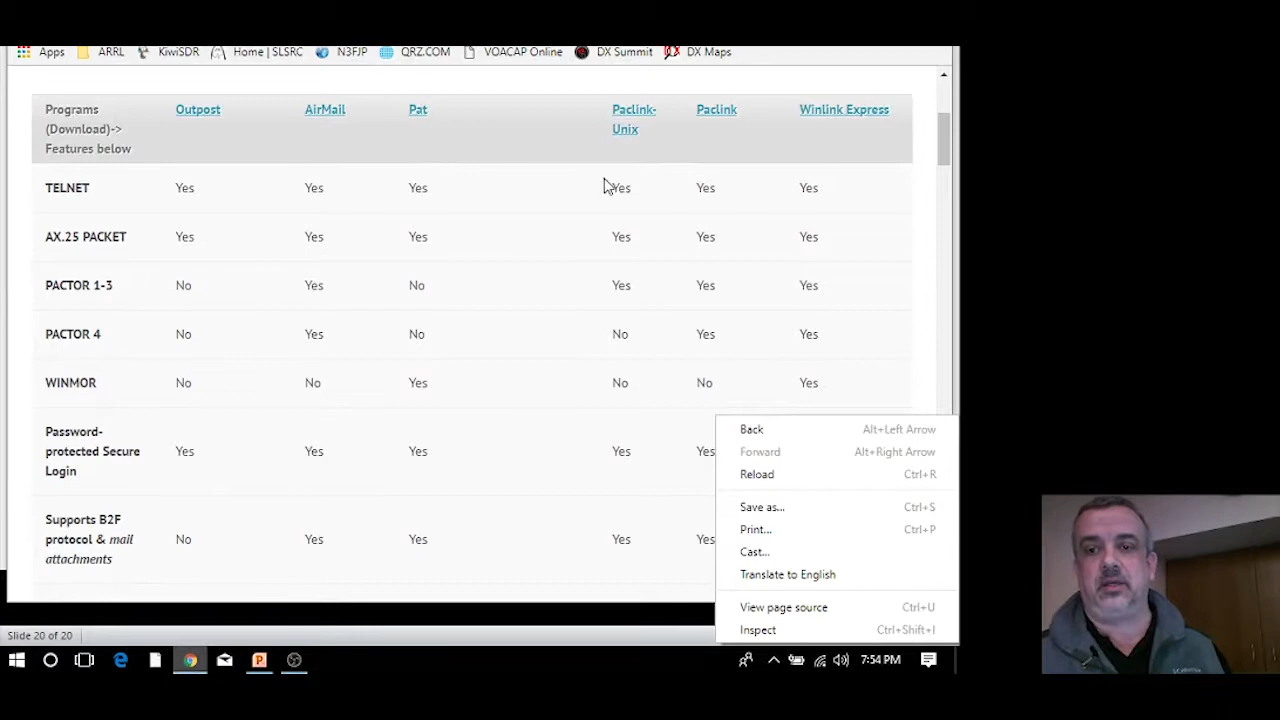 Apps ARRL KiwiSDR Home | SLSRC N3FJP QRZ.COM VOACAP Online DX Summit DX Maps
Programs Outpost AirMail Pat Paclink- Paclink Winlink Express
(Download)-> Unix
Features below
TELNET Yes Yes Yes Yes Yes Yes
AX.25 PACKET Yes Yes Yes Yes Yes Yes
PACTOR 1-3 No Yes No Yes Yes Yes
PACTOR 4 No Yes No No Yes Yes
WINMOR No No Yes No No Yes
Password-
protected Secure Yes Yes Yes Yes Yes
Login
Supports B2F
protocol & mail No Yes Yes Yes Yes
attachments
Back Alt+Left Arrow
Forward Alt+Right Arrow
Reload Ctrl+R
Save as... Ctrl+S
Print... Ctrl+P
Cast...
Translate to English
View page source Ctrl+U
Inspect Ctrl+Shift+I
Slide 20 of 20
7:54 PM